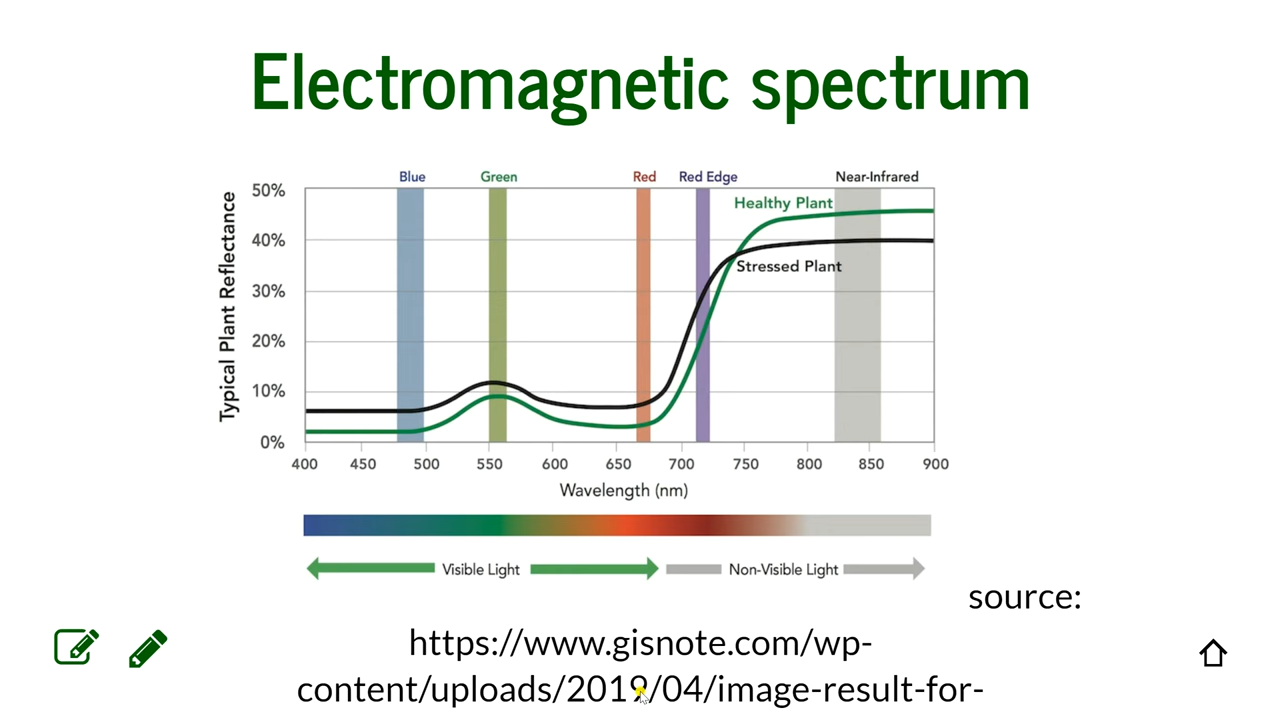 Electromagnetic spectrum
Blue Green Red Red Edge Near-Infrared
50%
Healthy Plant
40%
Stressed Plant
30%
20%
10%
0%
Typical Plant Reflectance
400 450 500 550 600 650 700 750 800 850 900
Wavelength (nm)
Visible Light Non-Visible Light
source:
https://www.gisnote.com/wp-
content/uploads/2019/04/image-result-for-